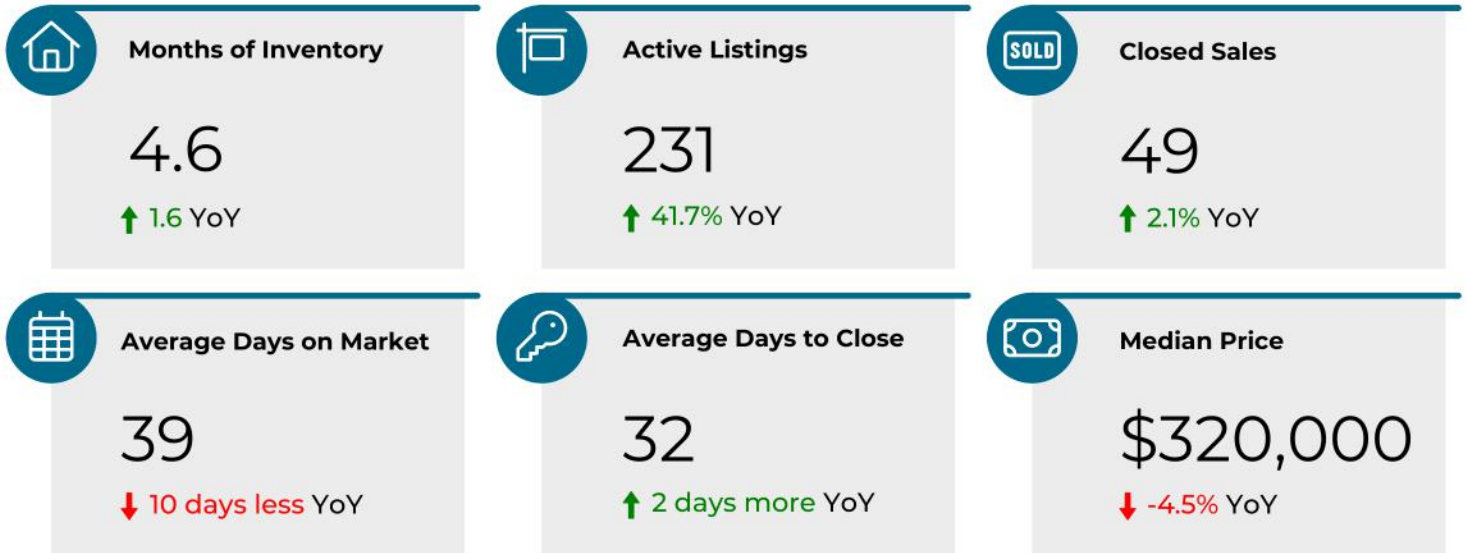 Months of Inventory
4.6
1.6 YoY
Active Listings
231
41.7% YoY
SOLD
Closed Sales
49
2.1% YoY
Average Days on Market
39
10 days less YoY
Average Days to Close
32
2 days more YoY
Median Price
$320,000
-4.5% YoY